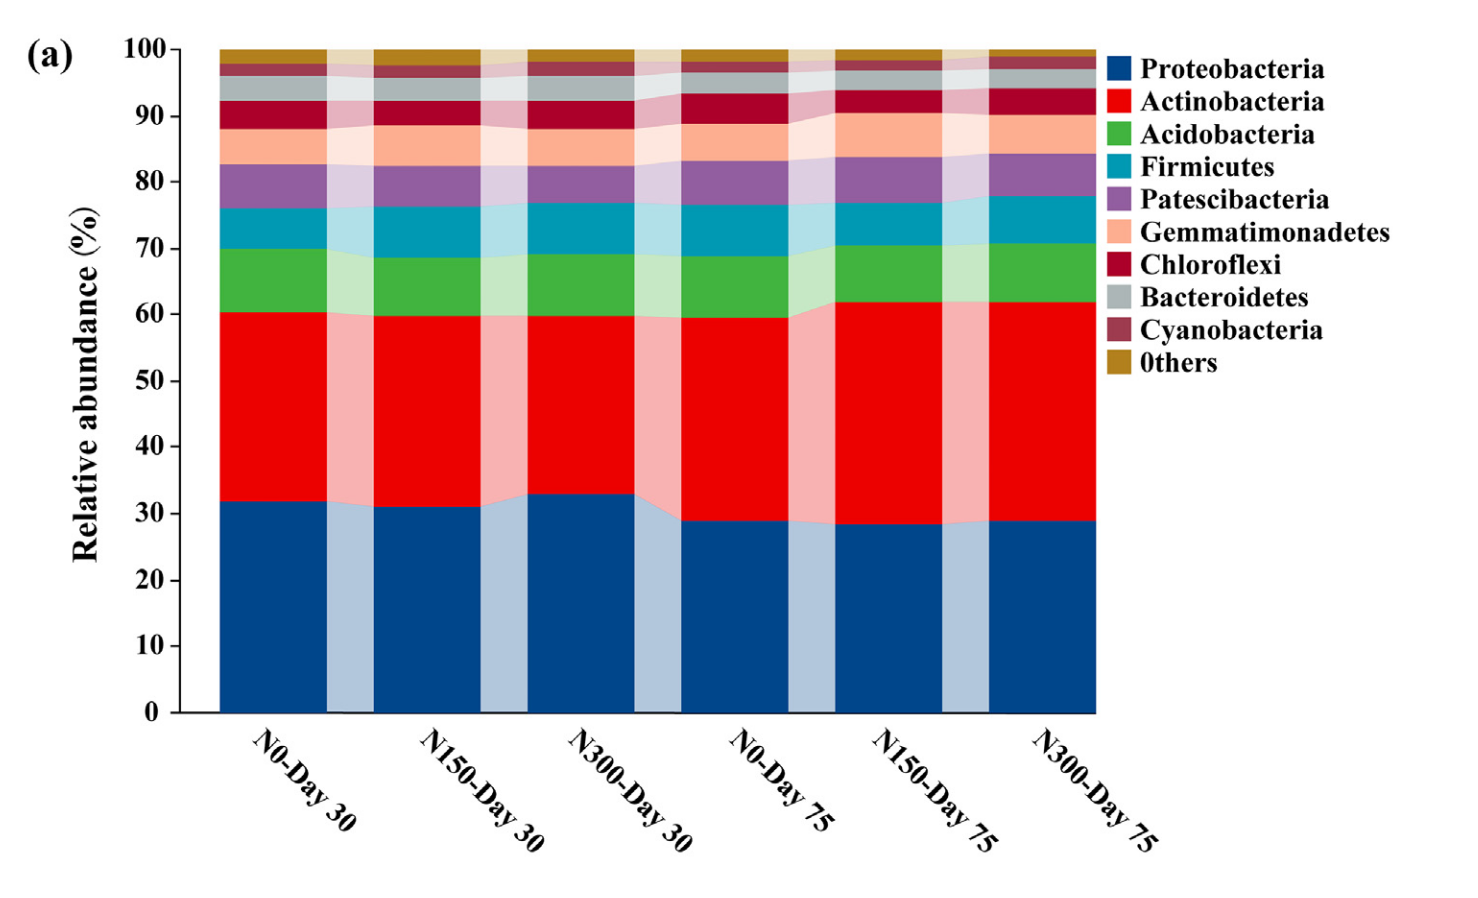 (a)
Relative abundance (%)
100
90
80
70
60
50
40
30
20
10
0
N0-Day 30
N150-Day 30
N300-Day 30
N0-Day 75
N150-Day 75
N300-Day 75
Proteobacteria
Actinobacteria
Acidobacteria
Firmicutes
Patescibacteria
Gemmatimonadetes
Chloroflexi
Bacteroidetes
Cyanobacteria
0thers